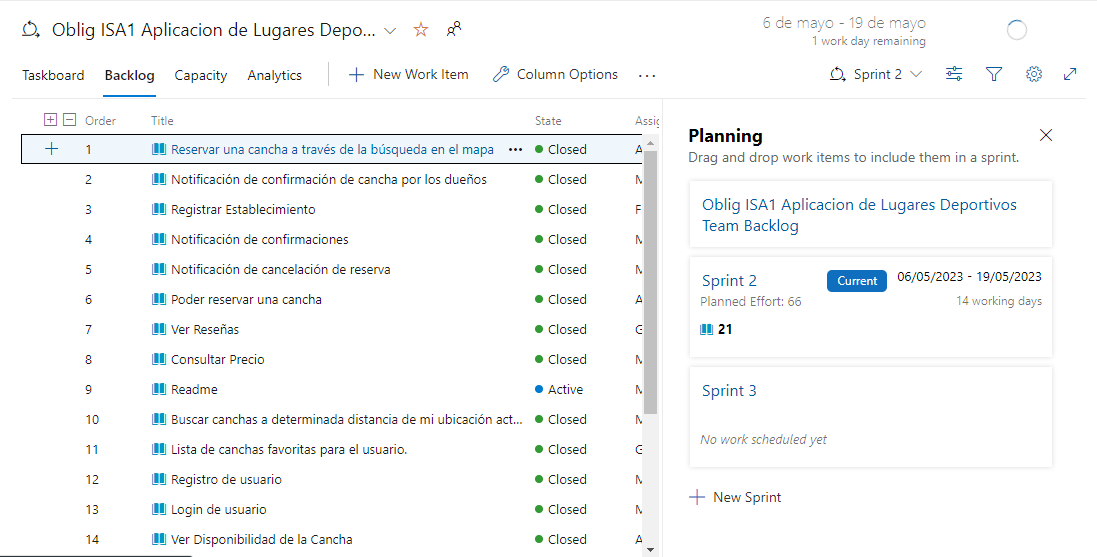 Oblig ISA1 Aplicacion de Lugares Depo...
6 de mayo - 19 de mayo
1 work day remaining
Taskboard Backlog Capacity Analytics New Work Item Column Options ... Sprint 2
Order Title State Assig
1 Reservar una cancha a través de la búsqueda en el mapa ... Closed A
2 Notificación de confirmación de cancha por los dueños Closed
3 Registrar Establecimiento Closed F
4 Notificación de confirmaciones Closed
5 Notificación de cancelación de reserva Closed
6 Poder reservar una cancha Closed A
7 Ver Reseñas Closed G
8 Consultar Precio Closed
9 Readme Active
10 Buscar canchas a determinada distancia de mi ubicación act... Closed
11 Lista de canchas favoritas para el usuario. Closed G
12 Registro de usuario Closed
13 Login de usuario Closed
14 Ver Disponibilidad de la Cancha Closed A
Planning
Drag and drop work items to include them in a sprint.
Oblig ISA1 Aplicacion de Lugares Deportivos
Team Backlog
Sprint 2 Current 06/05/2023 - 19/05/2023
Planned Effort: 66 14 working days
21
Sprint 3
No work scheduled yet
New Sprint